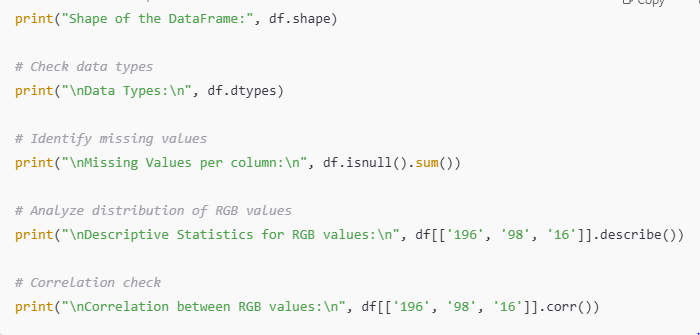 Copy
print("Shape of the DataFrame:", df.shape)
# Check data types
print("\nData Types:\n", df.dtypes)
# Identify missing values
print("\nMissing Values per column:\n", df.isnull().sum())
# Analyze distribution of RGB values
print("\nDescriptive Statistics for RGB values:\n", df[['196', '98', '16']].describe())
# Correlation check
print("\nCorrelation between RGB values:\n", df[['196', '98', '16']].corr())